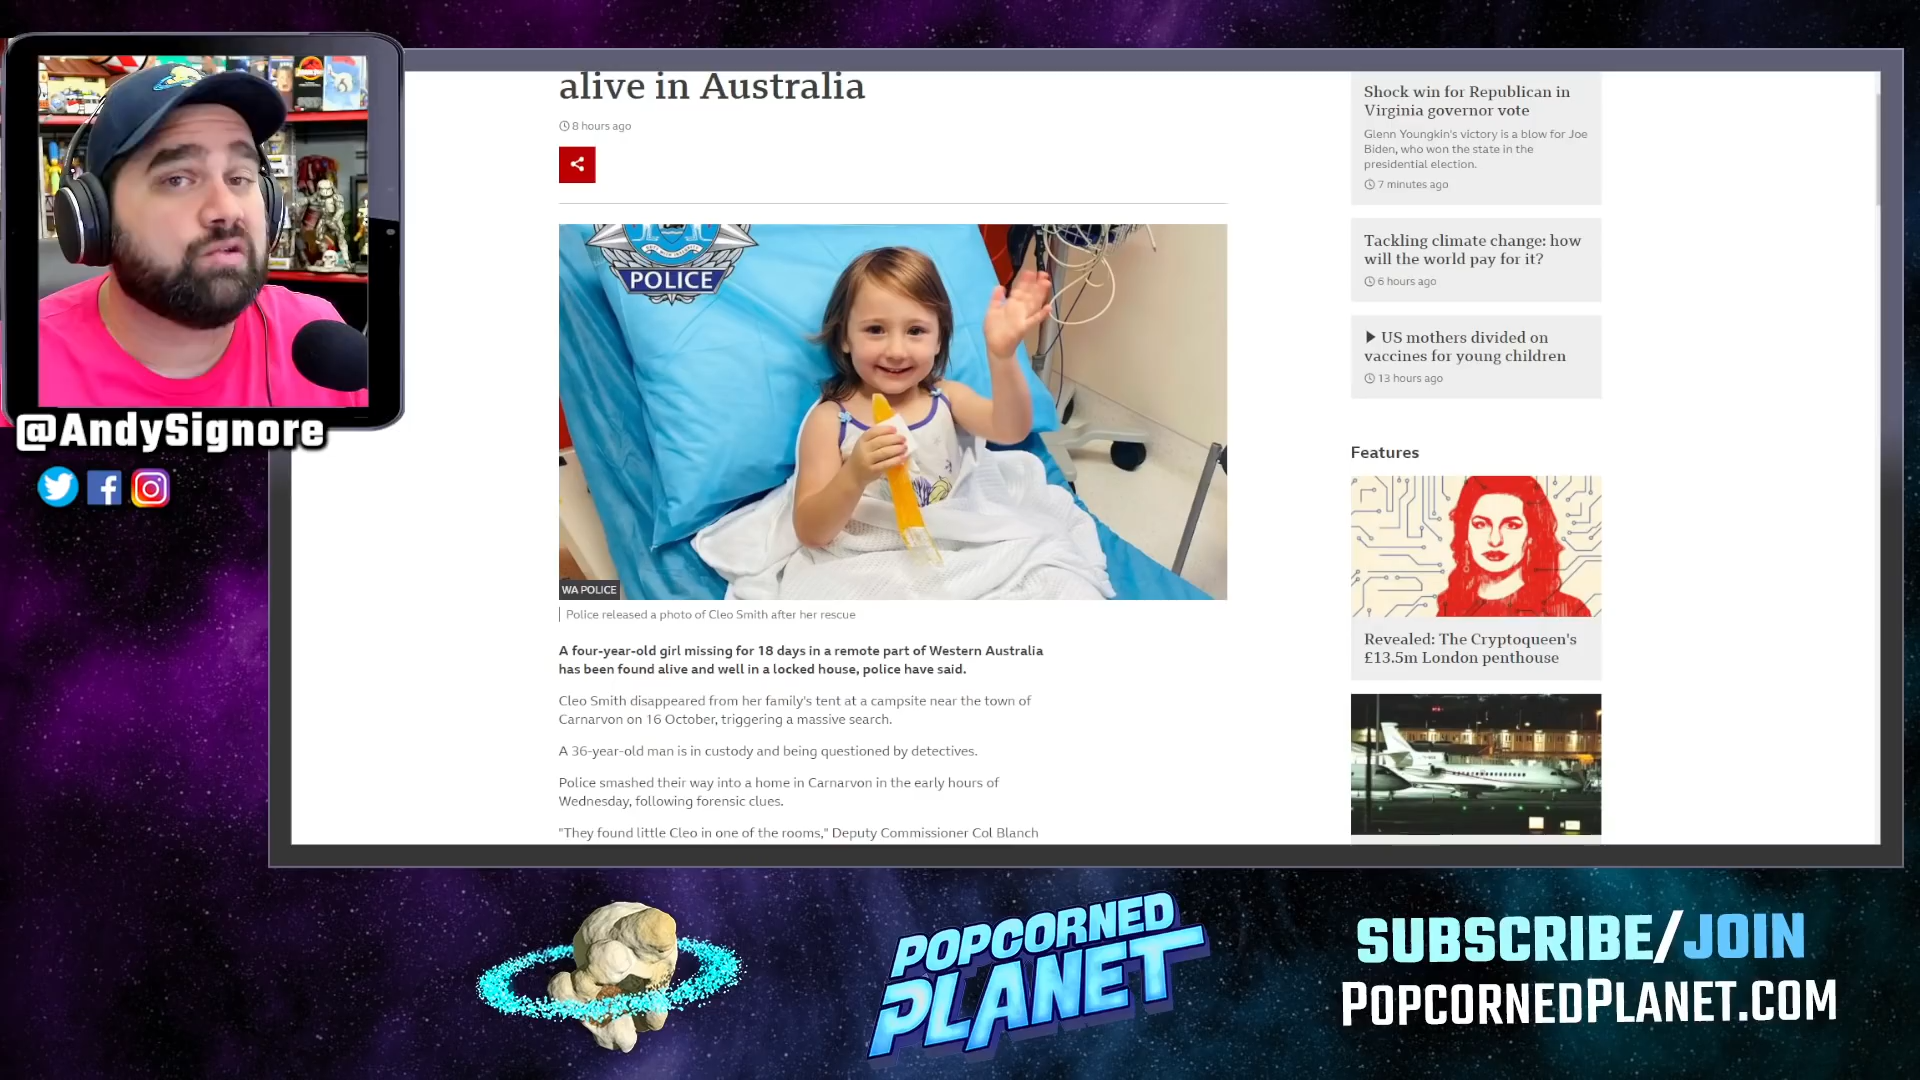 alive in Australia
8 hours ago
POLICE
WA POLICE
Police released a photo of Cleo Smith after her rescue
A four-year-old girl missing for 18 days in a remote part of Western Australia
has been found alive and well in a locked house, police have said.
Cleo Smith disappeared from her family's tent at a campsite near the town of
Carnarvon on 16 October, triggering a massive search.
A 36-year-old man is in custody and being questioned by detectives.
Police smashed their way into a home in Carnarvon in the early hours of
Wednesday, following forensic clues.
"They found little Cleo in one of the rooms," Deputy Commissioner Col Blanch
Shock win for Republican in
Virginia governor vote
Glenn Youngkin's victory is a blow for Joe
Biden, who won the state in the
presidential election.
7 minutes ago
Tackling climate change: how
will the world pay for it?
6 hours ago
US mothers divided on
vaccines for young children
13 hours ago
Features
Revealed: The Cryptoqueen's
£13.5m London penthouse
@AndySignore
POPCORNED
PLANET
SUBSCRIBE/JOIN
POPCORNEDPLANET.COM